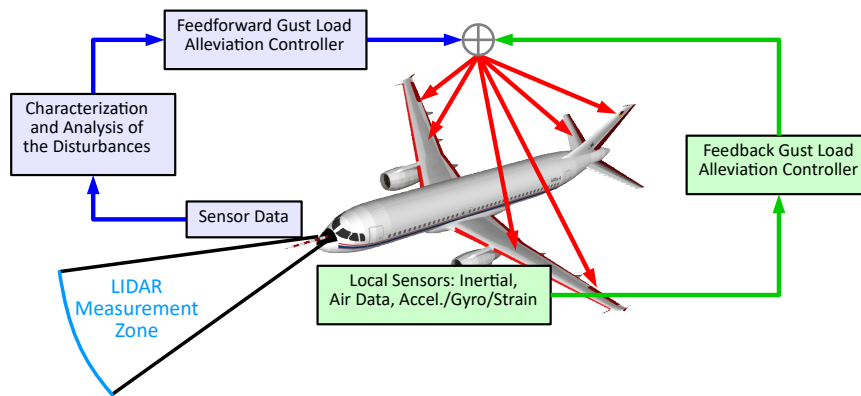 Feedforward Gust Load
Alleviation Controller
Characterization
and Analysis of
the Disturbances
Feedback Gust Load
Alleviation Controller
Sensor Data
LIDAR
Measurement
Zone
Local Sensors: Inertial,
Air Data, Accel./Gyro/Strain